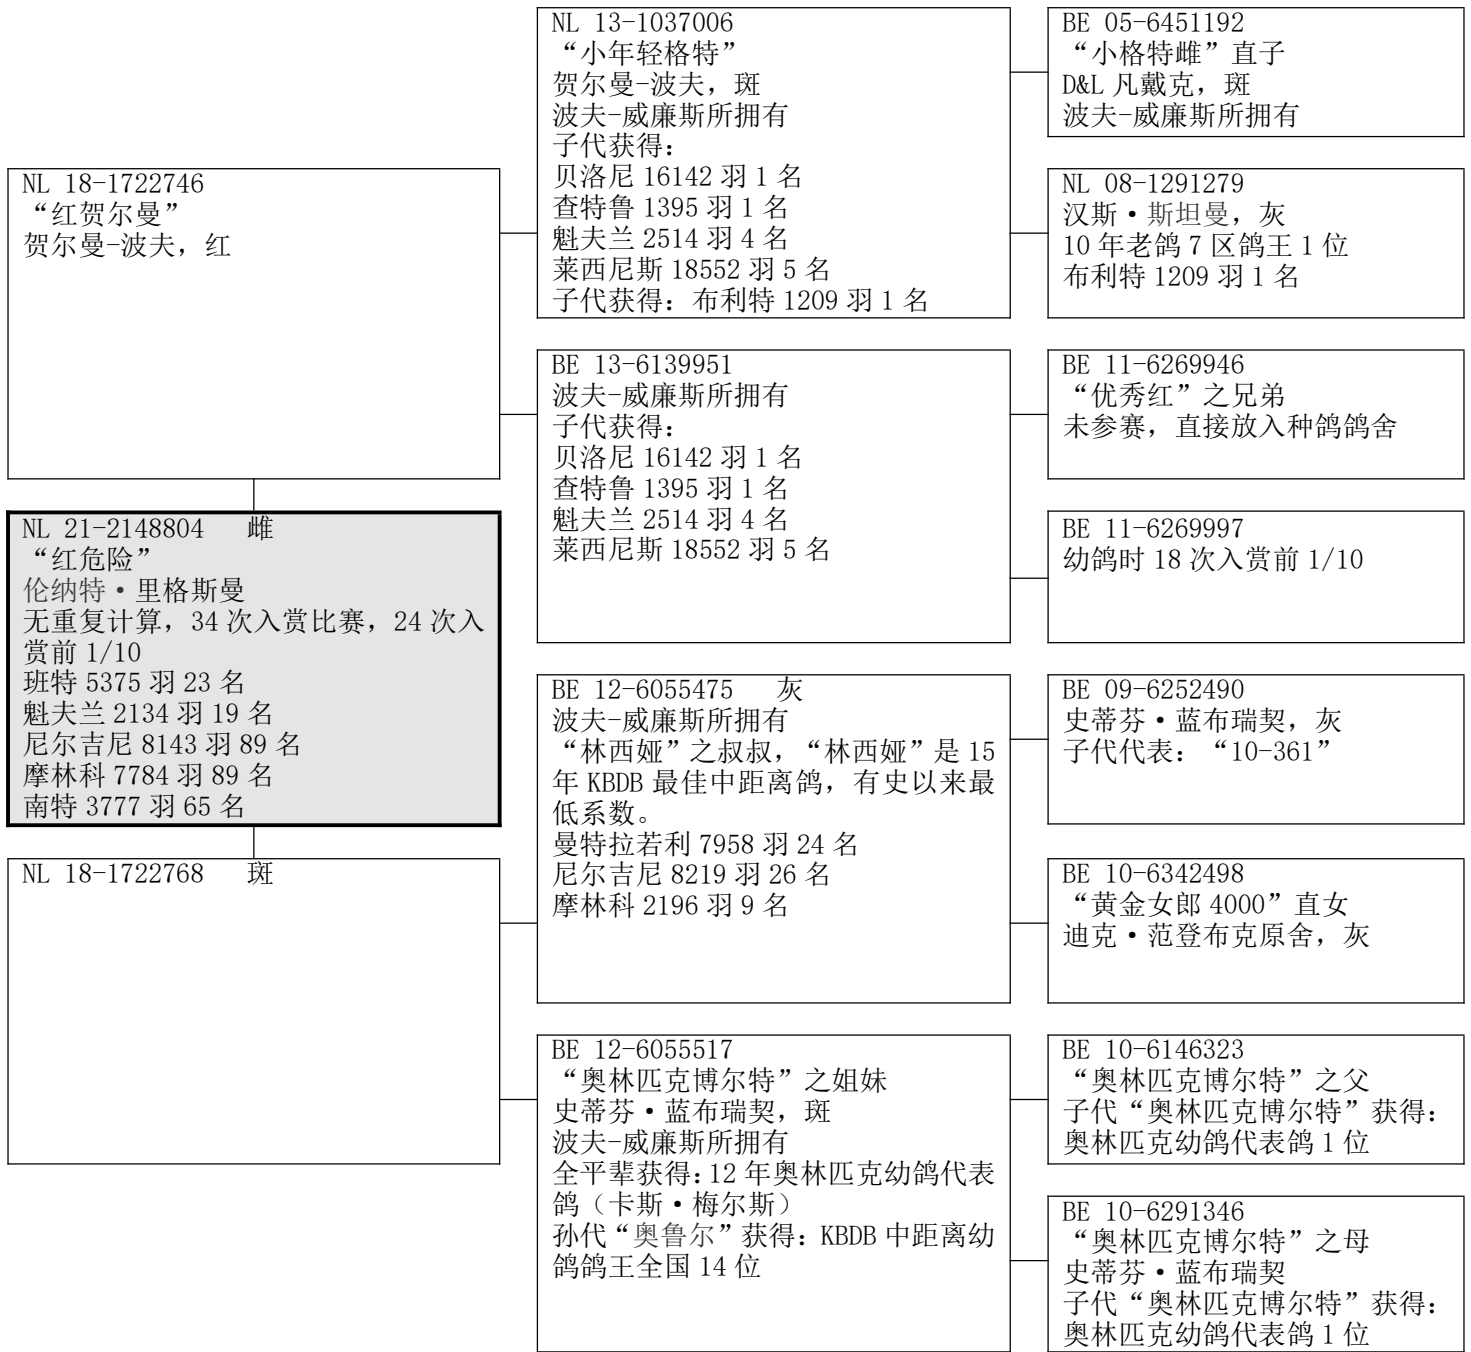 NL 18-1722746
“红贺尔曼”
贺尔曼-波夫，红
NL 21-2148804 雌
“红危险”
伦纳特·里格斯曼
无重复计算，34 次入赏比赛，24 次入
赏前 1/10
班特 5375 羽 23 名
魁夫兰 2134 羽 19 名
尼尔吉尼 8143 羽 89 名
摩林科 7784 羽 89 名
南特 3777 羽 65 名
NL 18-1722768 斑
NL 13-1037006
“小年轻格特”
贺尔曼-波夫，斑
波夫-威廉斯所拥有
子代获得：
贝洛尼 16142 羽 1 名
查特鲁 1395 羽 1 名
魁夫兰 2514 羽 4 名
莱西尼斯 18552 羽 5 名
子代获得：布利特 1209 羽 1 名
BE 13-6139951
波夫-威廉斯所拥有
子代获得：
贝洛尼 16142 羽 1 名
查特鲁 1395 羽 1 名
魁夫兰 2514 羽 4 名
莱西尼斯 18552 羽 5 名
BE 12-6055475 灰
波夫-威廉斯所拥有
“林西娅”之叔叔，“林西娅”是 15
年 KBDB 最佳中距离鸽，有史以来最
低系数。
曼特拉若利 7958 羽 24 名
尼尔吉尼 8219 羽 26 名
摩林科 2196 羽 9 名
BE 12-6055517
“奥林匹克博尔特”之姐妹
史蒂芬·蓝布瑞契，斑
波夫-威廉斯所拥有
全平辈获得：12 年奥林匹克幼鸽代表
鸽（卡斯·梅尔斯）
孙代“奥鲁尔”获得：KBDB 中距离幼
鸽鸽王全国 14 位
BE 05-6451192
“小格特雌”直子
D&L 凡戴克，斑
波夫-威廉斯所拥有
NL 08-1291279
汉斯·斯坦曼，灰
10 年老鸽 7 区鸽王 1 位
布利特 1209 羽 1 名
BE 11-6269946
“优秀红”之兄弟
未参赛，直接放入种鸽鸽舍
BE 11-6269997
幼鸽时 18 次入赏前 1/10
BE 09-6252490
史蒂芬·蓝布瑞契，灰
子代代表：“10-361”
BE 10-6342498
“黄金女郎 4000”直女
迪克·范登布克原舍，灰
BE 10-6146323
“奥林匹克博尔特”之父
子代“奥林匹克博尔特”获得：
奥林匹克幼鸽代表鸽 1 位
BE 10-6291346
“奥林匹克博尔特”之母
史蒂芬·蓝布瑞契
子代“奥林匹克博尔特”获得：
奥林匹克幼鸽代表鸽 1 位